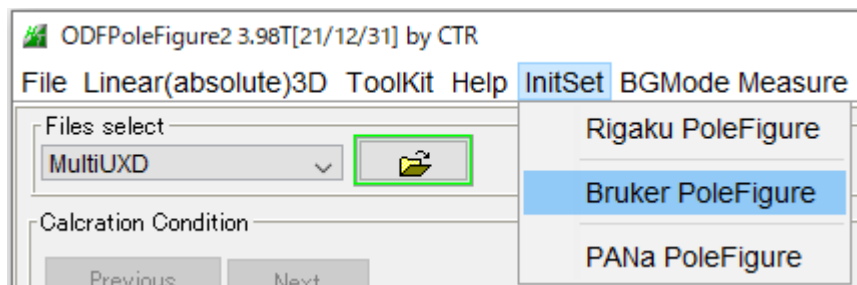 ODFPoleFigure2 3.98T[21/12/31] by CTR
File Linear(absolute)3D ToolKit Help InitSet BGMode Measure
Files select
MultiUXD
Rigaku PoleFigure
Bruker PoleFigure
PANa PoleFigure
Calcration Condition
Previous Next